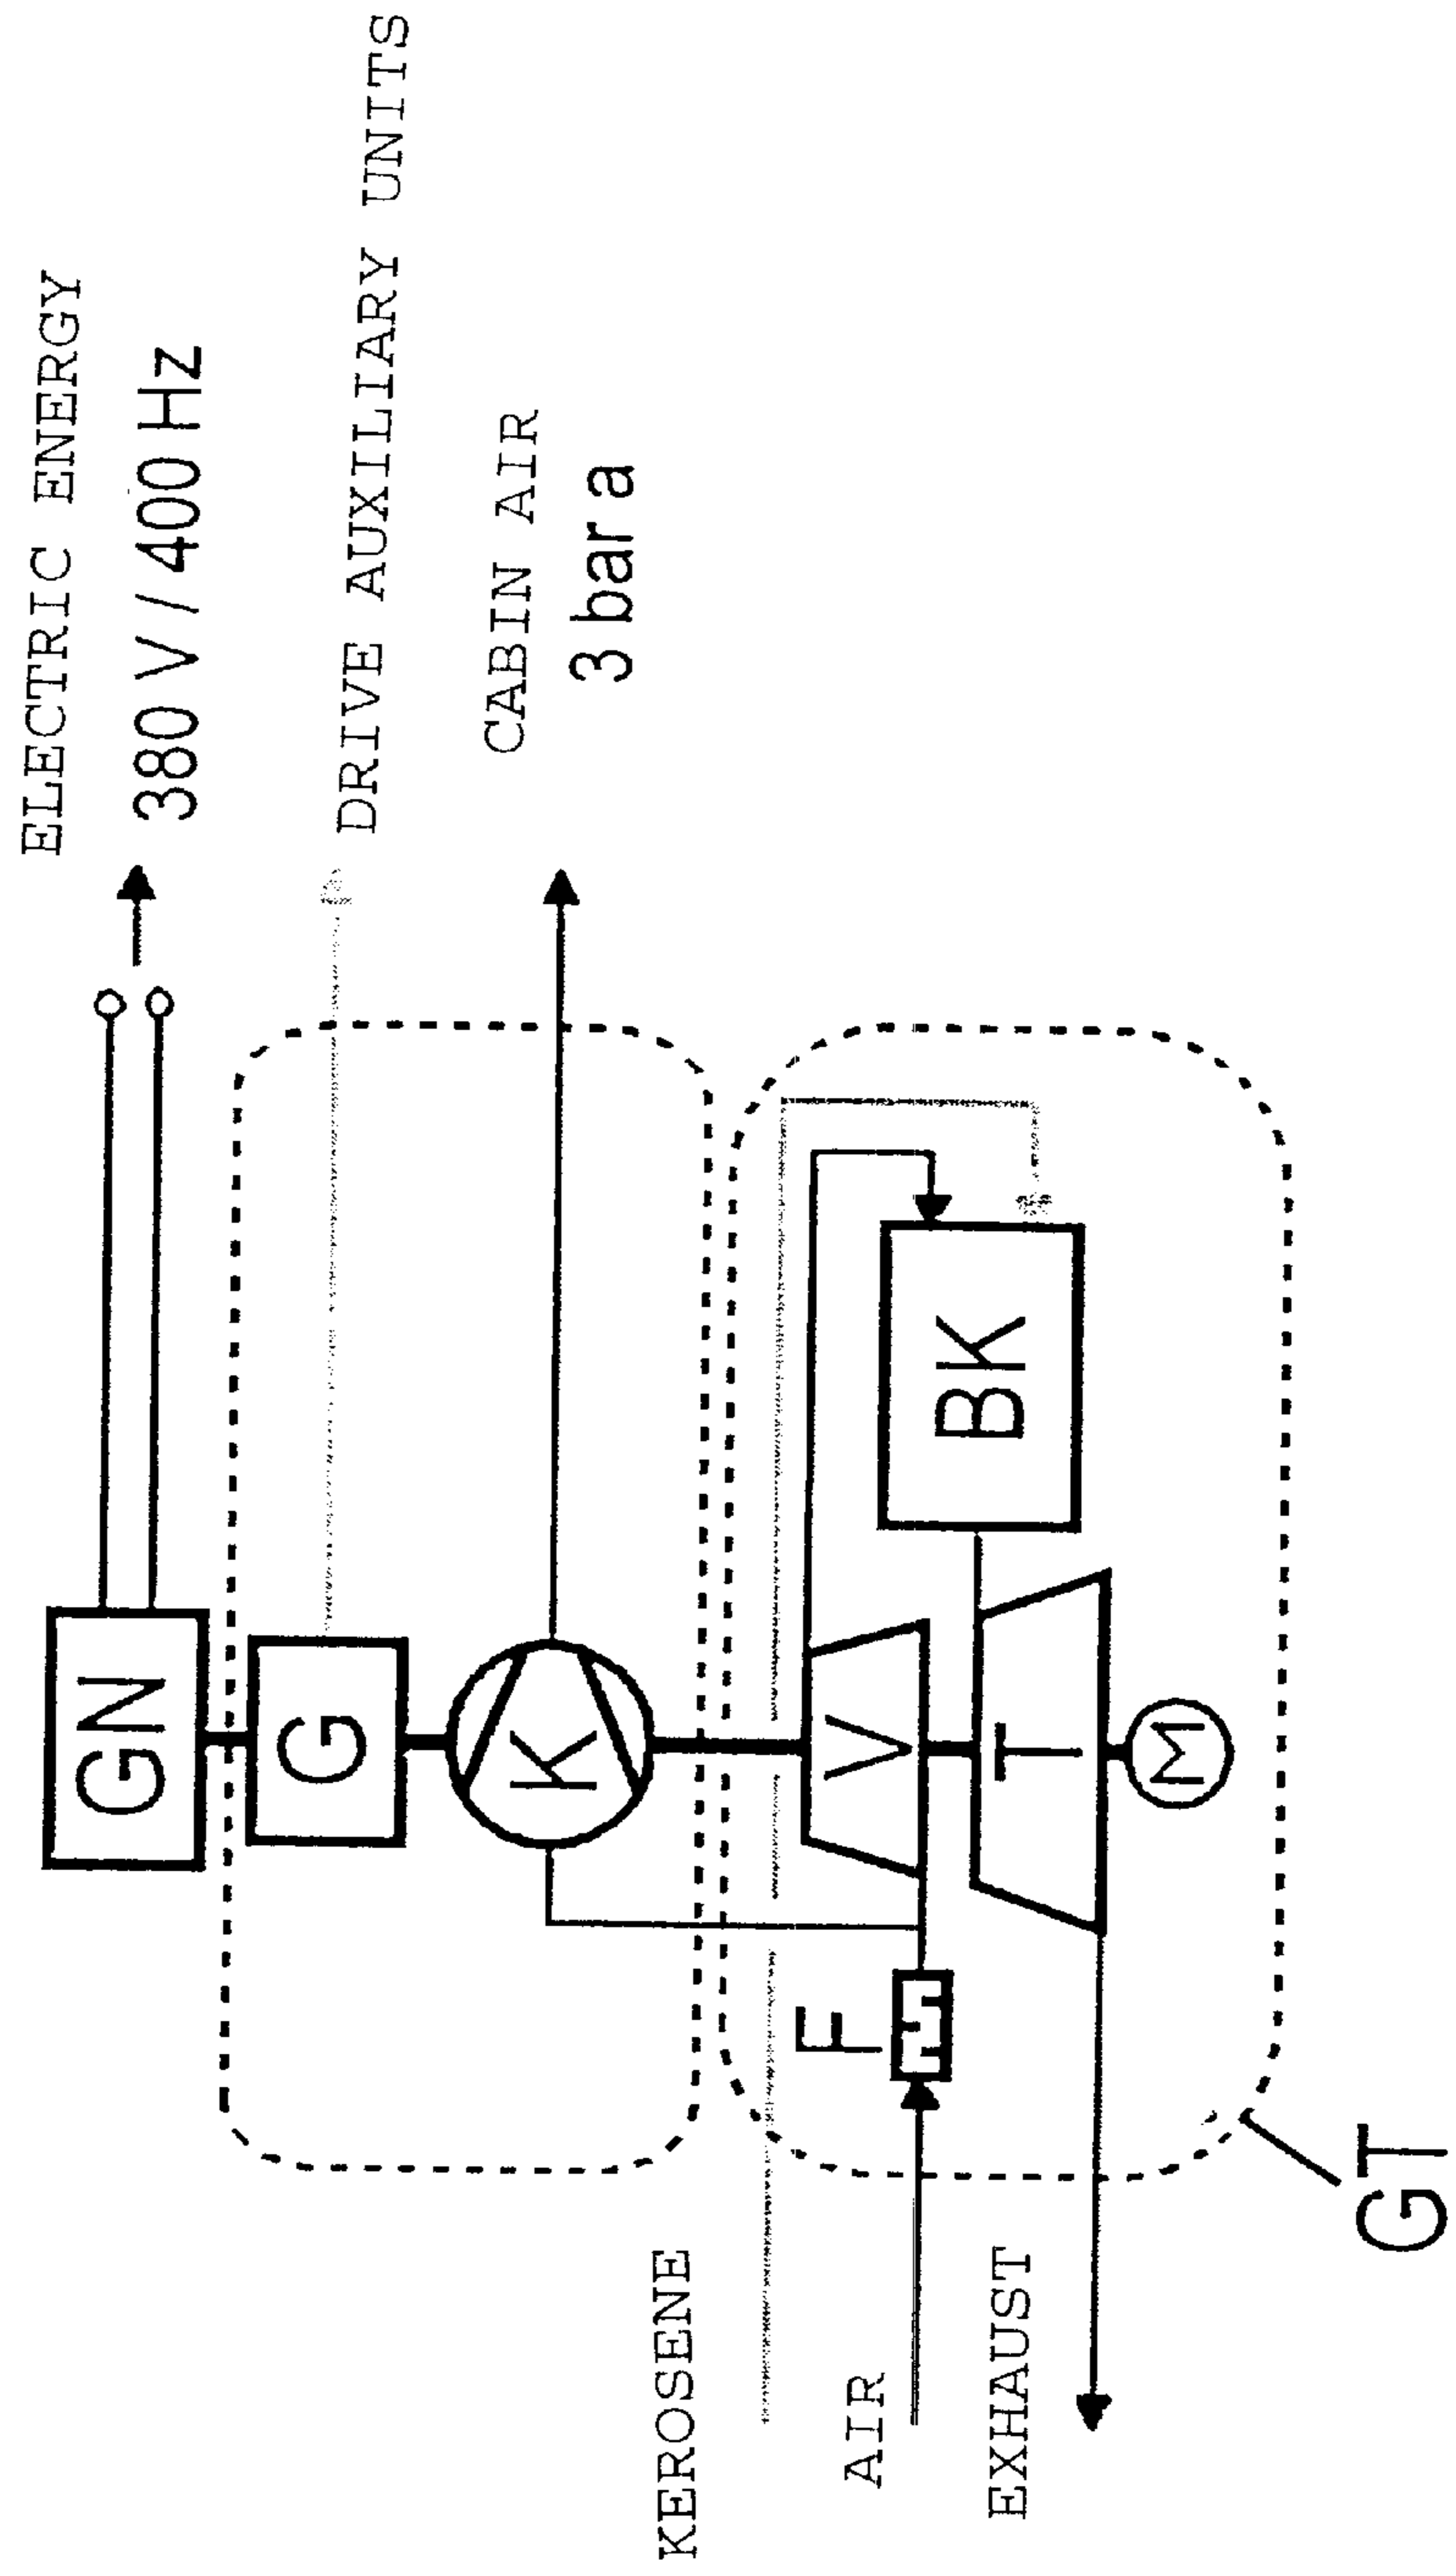 ELECTRIC ENERGY
380 V / 400 Hz
DRIVE AUXILIARY UNITS
CABIN AIR
3 bar a
GN
G
K
KEROSENE
F
V
BK
AIR
T
EXHAUST
M
GT